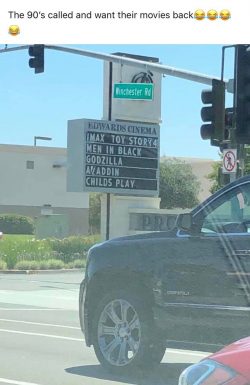 The 90's called and want their movies back😂😂😂
😂
Winchester Rd
EDWARDS CINEMA
IMAX TOY STORY4
MEN IN BLACK
GODZILLA
ALADDIN
CHILDS PLAY